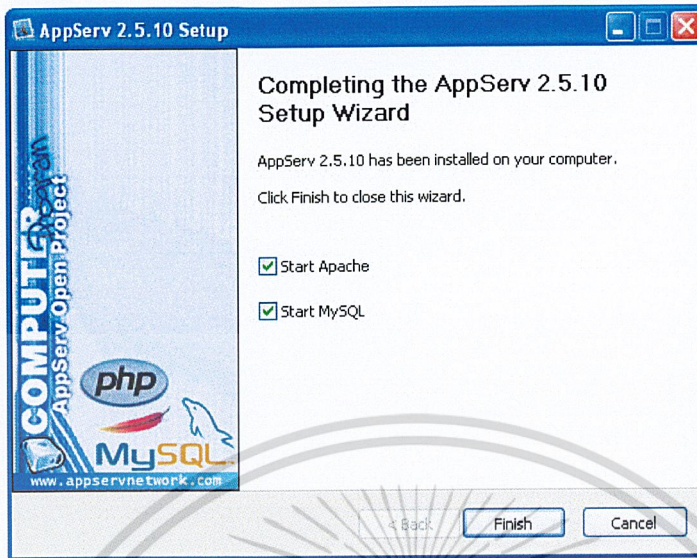 AppServ 2.5.10 Setup
COMPUTER
Program
AppServ Open Project
php
MySQL
www.appservnetwork.com
Completing the AppServ 2.5.10
Setup Wizard
AppServ 2.5.10 has been installed on your computer.
Click Finish to close this wizard.
Start Apache
Start MySQL
< Back
Finish
Cancel